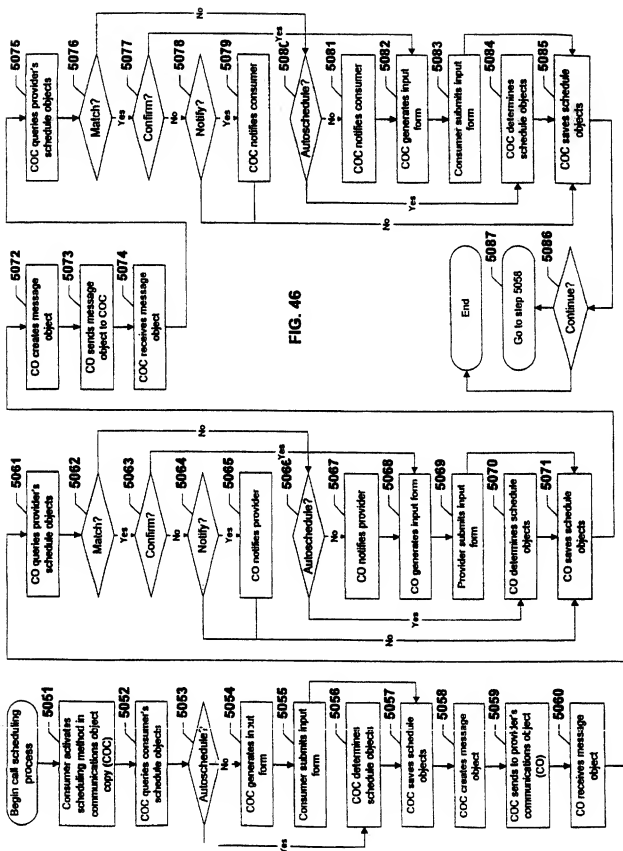 Begin call scheduling
process
5051
Consumer activates
scheduling method in
communications object
copy (COC)
5052
COC queries consumer's
schedule objects
5053
Autoschedule?
No
Yes
5054
COC generates input
form
5055
Consumer submits input
form
5056
COC determines
schedule objects
5057
COC saves schedule
objects
5058
COC creates message
object
5059
COC sends to provider's
communications object
(CO)
5060
CO receives message
object
5061
CO queries provider's
schedule objects
5062
Match?
No
Yes
5063
Confirm?
Yes
No
5064
Notify?
Yes
No
5065
CO notifies provider
5066
Autoschedule?
No
Yes
5067
CO notifies provider
5068
CO generates input form
5069
Provider submits input
form
5070
CO determines schedule
objects
5071
CO saves schedule
objects
5072
CO creates message
object
5073
CO sends message
object to COC
5074
COC receives message
object
FIG. 46
5075
COC queries provider's
schedule objects
5076
Match?
No
Yes
5077
Confirm?
Yes
No
5078
Notify?
Yes
No
5079
COC notifies consumer
5080
Autoschedule?
No
Yes
5081
COC notifies consumer
5082
COC generates input
form
5083
Consumer submits input
form
5084
COC determines
schedule objects
5085
COC saves schedule
objects
5086
Continue?
5087
Go to step 5058
End